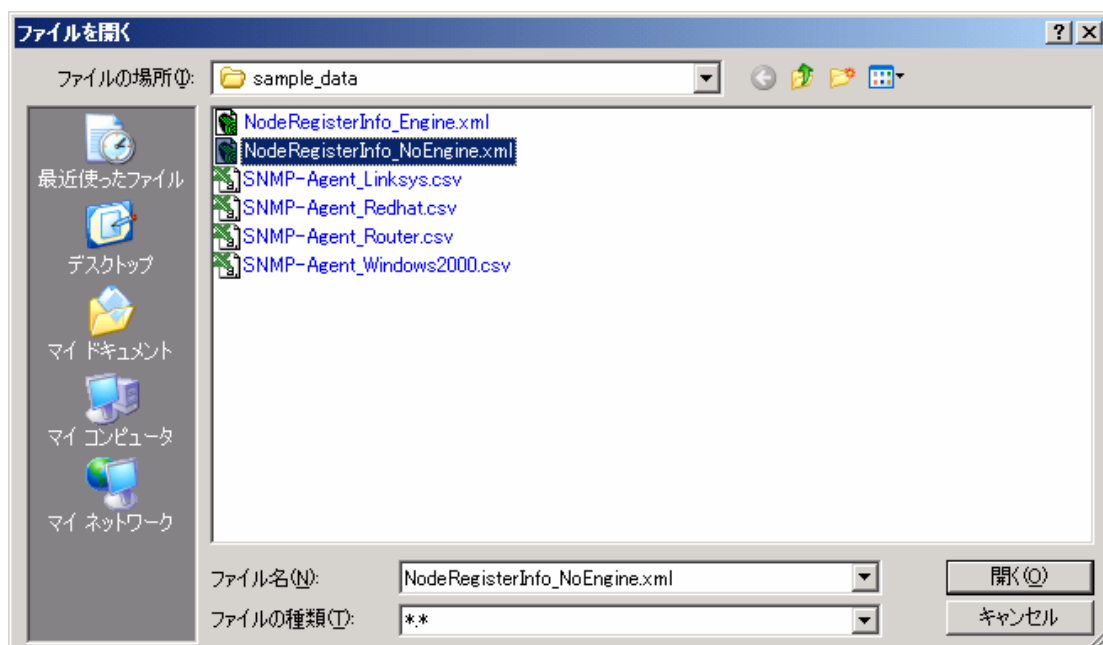 ファイルを開く
ファイルの場所(I):
sample_data
NodeRegisterInfo_Engine.xml
NodeRegisterInfo_NoEngine.xml
SNMP-Agent_Linksys.csv
SNMP-Agent_Redhat.csv
SNMP-Agent_Router.csv
SNMP-Agent_Windows2000.csv
最近使ったファイル
デスクトップ
マイ ドキュメント
マイ コンピュータ
マイ ネットワーク
ファイル名(N):
NodeRegisterInfo_NoEngine.xml
開く(O)
ファイルの種類(T):
*.*
キャンセル